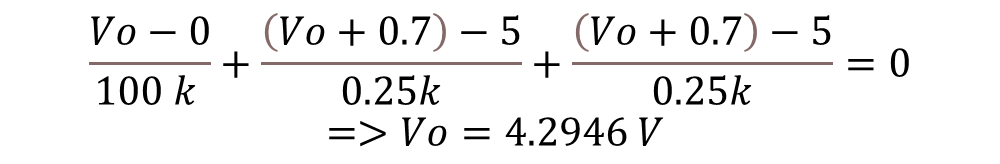 (Vo − 0)/(100 k) + ((Vo + 0.7) − 5)/(0.25k) + ((Vo + 0.7) − 5)/(0.25k) = 0
=> Vo = 4.2946 V